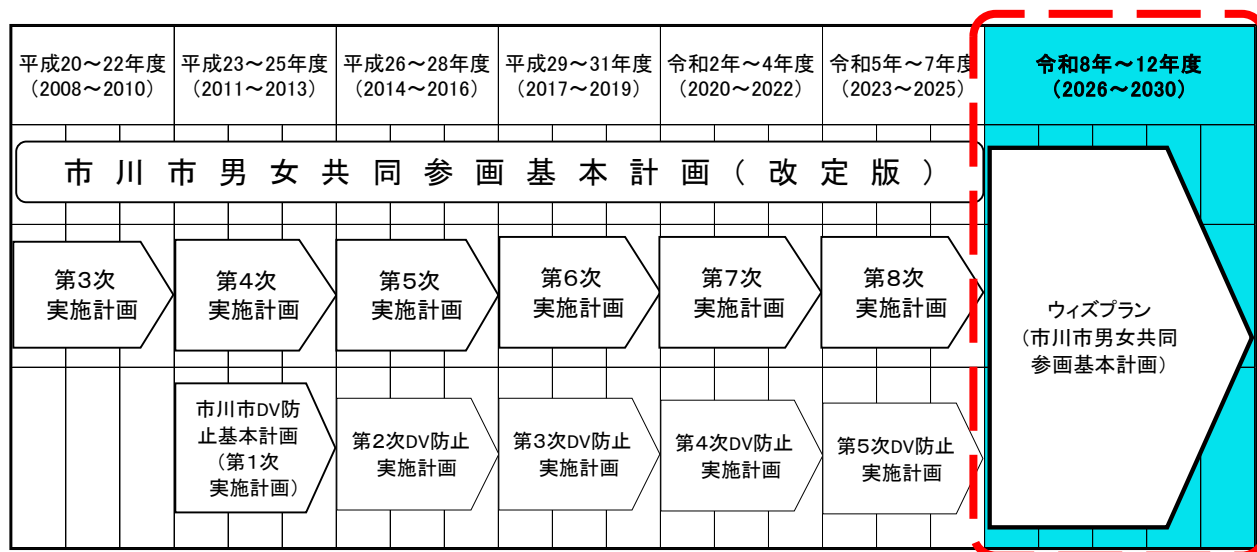 平成20～22年度
（2008～2010）
平成23～25年度
（2011～2013）
平成26～28年度
（2014～2016）
平成29～31年度
（2017～2019）
令和2年～4年度
（2020～2022）
令和5年～7年度
（2023～2025）
令和8年～12年度
（2026～2030）
市川市男女共同参画基本計画（改定版）
第3次
実施計画
第4次
実施計画
第5次
実施計画
第6次
実施計画
第7次
実施計画
第8次
実施計画
ウィズプラン
（市川市男女共同
参画基本計画）
市川市DV防
止基本計画
（第1次
実施計画）
第2次DV防止
実施計画
第3次DV防止
実施計画
第4次DV防止
実施計画
第5次DV防止
実施計画